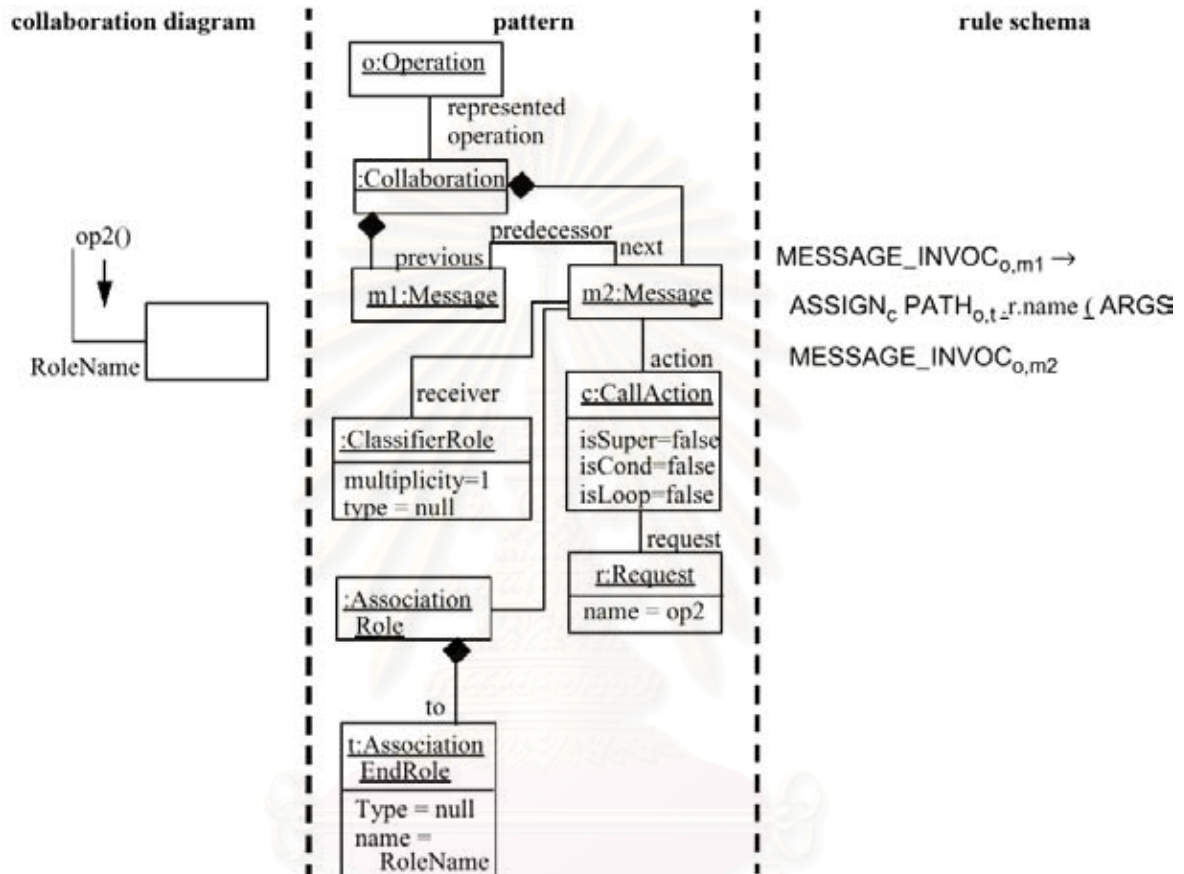 collaboration diagram
pattern
rule schema
o:Operation
represented
operation
:Collaboration
op2()
predecessor
previous
next
m1:Message
m2:Message
RoleName
action
receiver
c:CallAction
isSuper=false
isCond=false
isLoop=false
:ClassifierRole
multiplicity=1
type = null
request
r:Request
name = op2
:Association
Role
to
t:Association
EndRole
Type = null
name =
RoleName
MESSAGE_INVOCo,m1 →
ASSIGNc PATHo,t .r.name ( ARGS
MESSAGE_INVOCo,m2